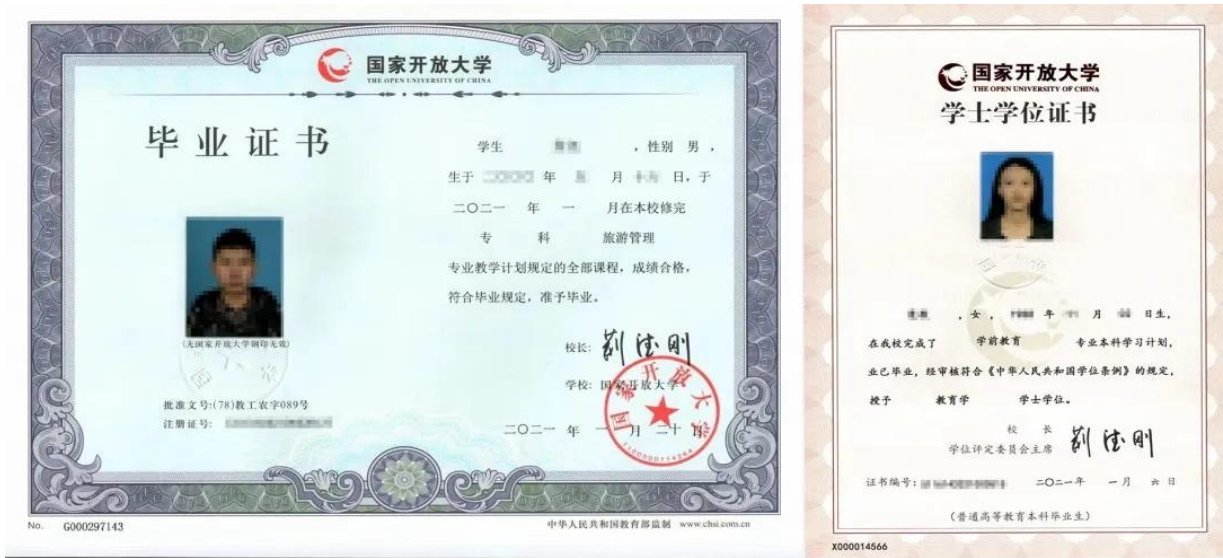 国家开放大学
THE OPEN UNIVERSITY OF CHINA
毕业证书
学生 ，性别 男 ，
生于 年 月 日，于
二〇二一 年 一 月在本校修完
专 科 旅游管理
专业教学计划规定的全部课程，成绩合格，
符合毕业规定，准予毕业。
(无国家开放大学钢印无效)
校长: 荆德刚
学校: 国家开放大学
批准文号:(78)教工农字089号
注册证号:
二〇二一 年 一 月 二十 日
国家开放大学
No. G000297143
中华人民共和国教育部监制 www.chsi.com.cn
国家开放大学
THE OPEN UNIVERSITY OF CHINA
学士学位证书
，女， 年 月 日生，
在我校完成了 学前教育 专业本科学习计划，
业已毕业，经审核符合《中华人民共和国学位条例》的规定，
授予 教育学 学士学位。
校 长
学位评定委员会主席 荆德刚
证书编号: 二〇二一年 一月 六日
(普通高等教育本科毕业生)
X000014566